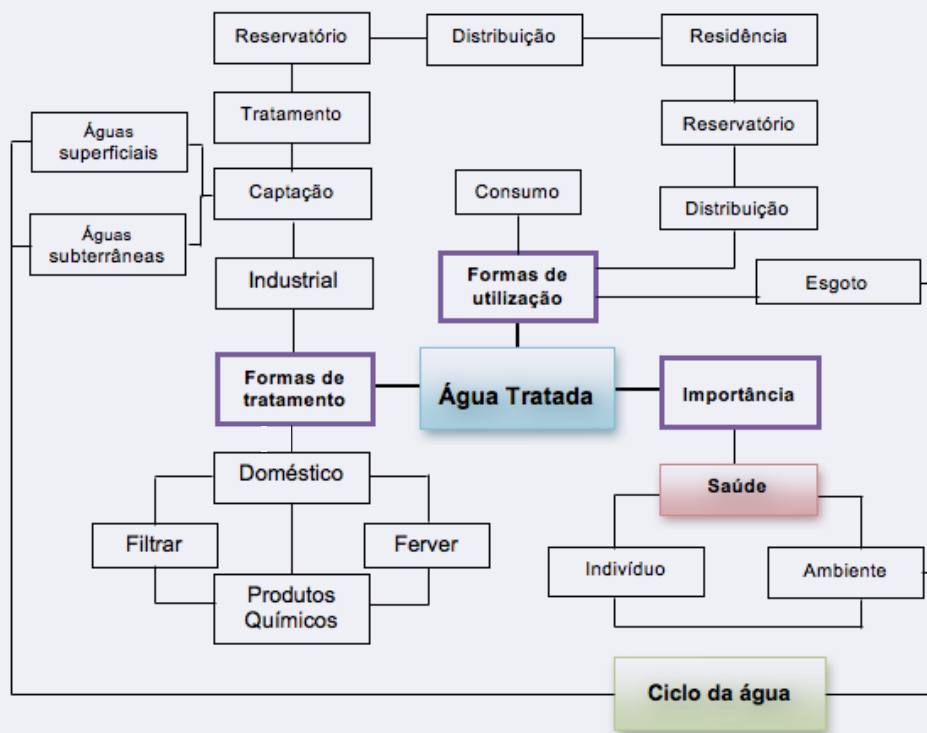 Reservatório
Distribuição
Residência
Tratamento
Reservatório
Águas
superficiais
Captação
Consumo
Distribuição
Águas
subterrâneas
Industrial
Formas de
utilização
Esgoto
Formas de
tratamento
Água Tratada
Importância
Doméstico
Saúde
Filtrar
Ferver
Indivíduo
Ambiente
Produtos
Químicos
Ciclo da água